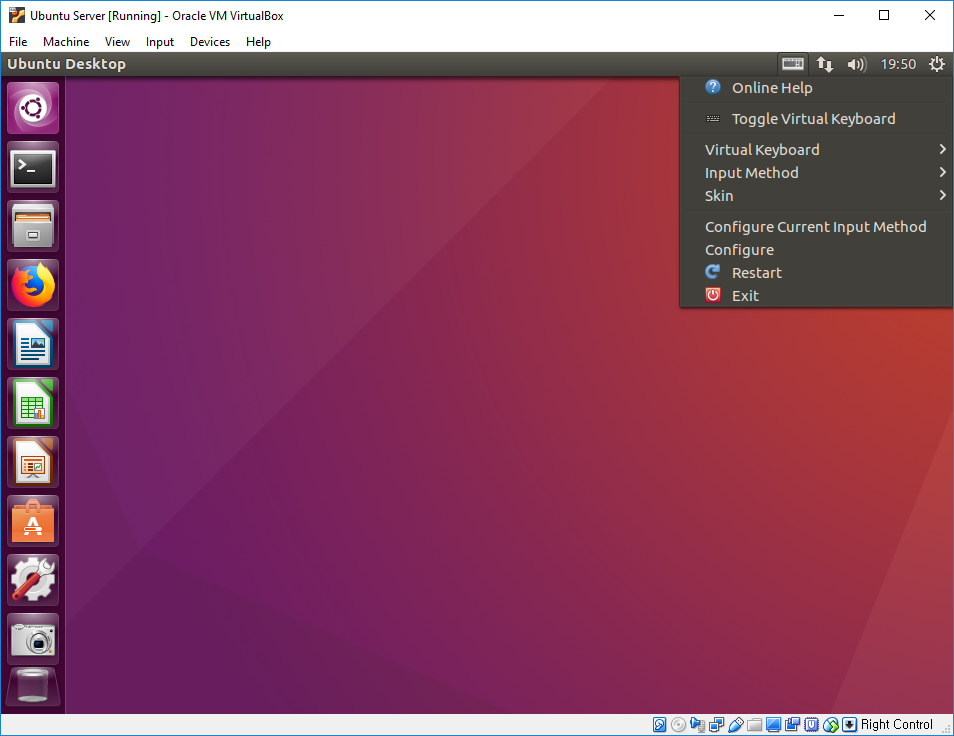 Ubuntu Server [Running] - Oracle VM VirtualBox
File Machine View Input Devices Help
Ubuntu Desktop 19:50
Online Help
Toggle Virtual Keyboard
Virtual Keyboard
Input Method
Skin
Configure Current Input Method
Configure
Restart
Exit
Right Control